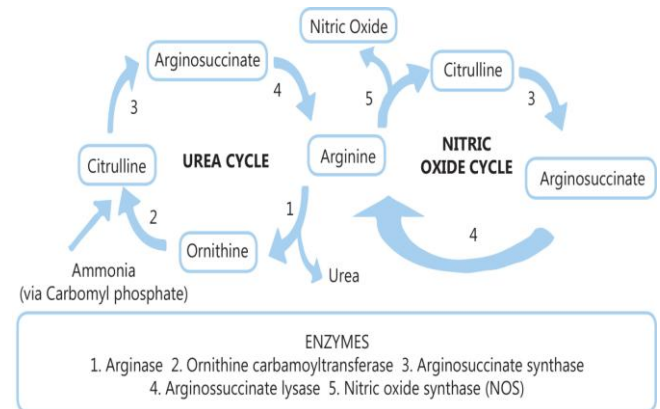 Nitric Oxide
Arginosuccinate
Citrulline
3
4
5
3
Citrulline
UREA CYCLE
Arginine
NITRIC
OXIDE CYCLE
Arginosuccinate
2
1
4
Ornithine
Ammonia
(via Carbomyl phosphate)
Urea
ENZYMES
1. Arginase 2. Ornithine carbamoyltransferase 3. Arginosuccinate synthase
4. Arginossuccinate lysase 5. Nitric oxide synthase (NOS)